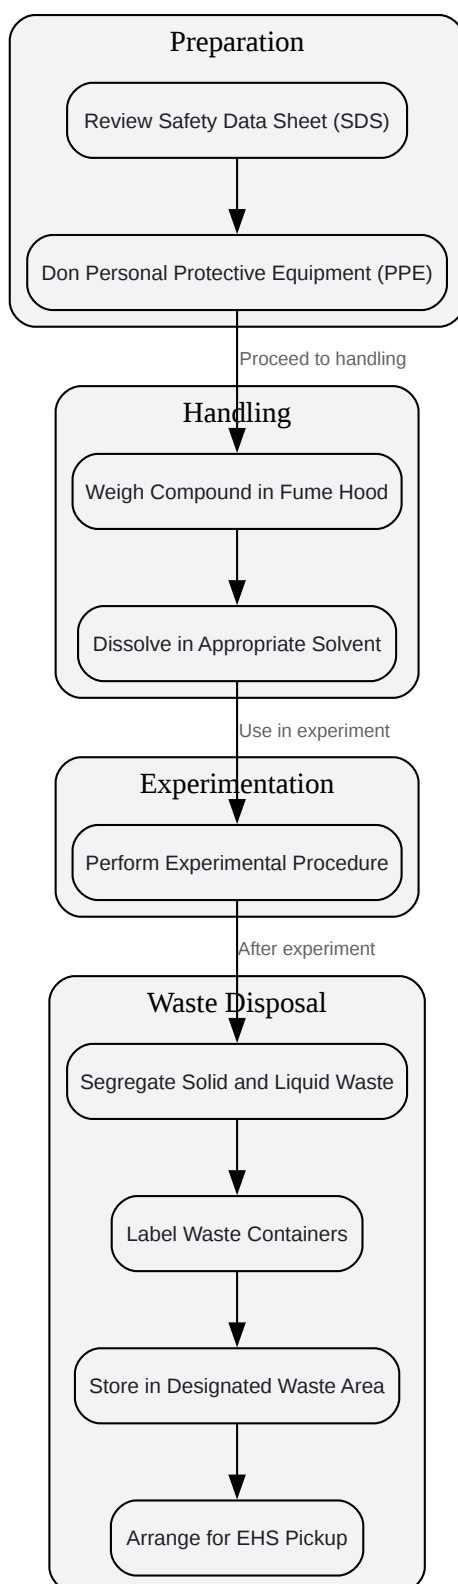 Preparation
Review Safety Data Sheet (SDS)
Don Personal Protective Equipment (PPE)
Proceed to handling
Handling
Weigh Compound in Fume Hood
Dissolve in Appropriate Solvent
Use in experiment
Experimentation
Perform Experimental Procedure
After experiment
Waste Disposal
Segregate Solid and Liquid Waste
Label Waste Containers
Store in Designated Waste Area
Arrange for EHS Pickup